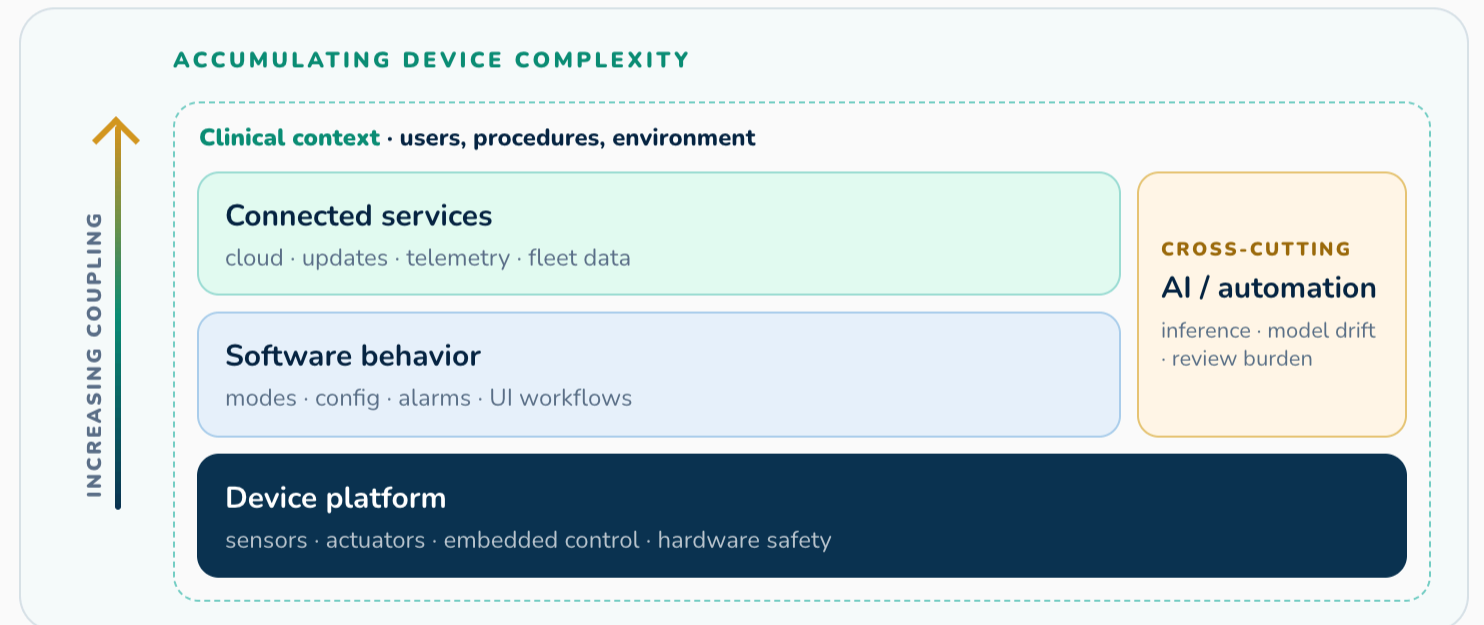 ACCUMULATING DEVICE COMPLEXITY
INCREASING COUPLING
Clinical context · users, procedures, environment
Connected services
cloud · updates · telemetry · fleet data
Software behavior
modes · config · alarms · UI workflows
CROSS-CUTTING
AI / automation
inference · model drift
· review burden
Device platform
sensors · actuators · embedded control · hardware safety